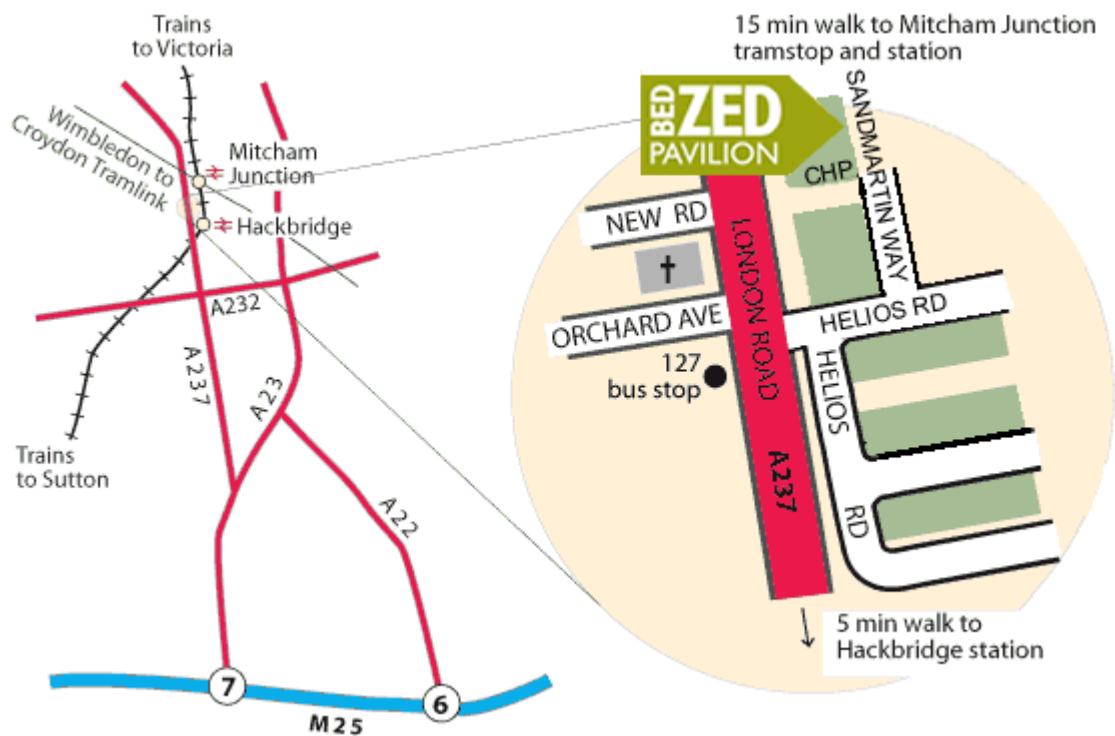 Trains
to Victoria
Wimbledon to
Croydon Tramlink
Mitcham
Junction
Hackbridge
A232
A237
A23
Trains
to Sutton
A22
7
6
M25
15 min walk to Mitcham Junction
tramstop and station
BED
ZED
PAVILION
CHP
SANDMARTIN WAY
NEW RD
LONDON ROAD
ORCHARD AVE
HELIOS RD
127
bus stop
HELIOS
RD
A237
5 min walk to
Hackbridge station